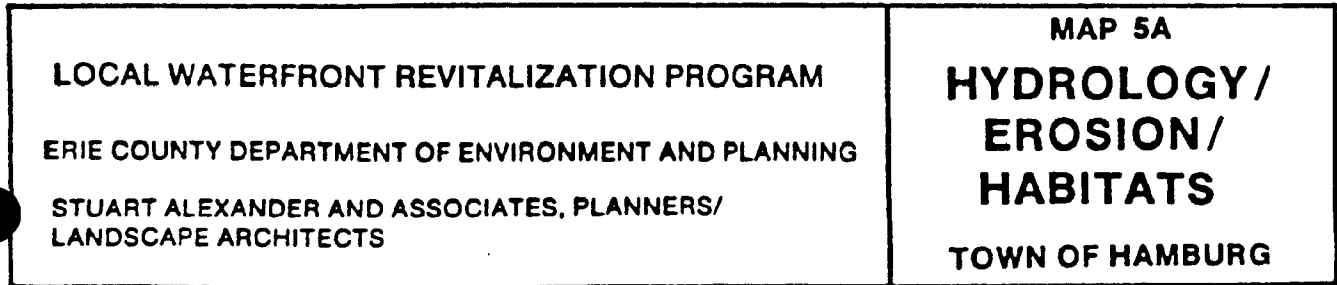 LOCAL WATERFRONT REVITALIZATION PROGRAM
ERIE COUNTY DEPARTMENT OF ENVIRONMENT AND PLANNING
STUART ALEXANDER AND ASSOCIATES, PLANNERS/
LANDSCAPE ARCHITECTS
MAP 5A
HYDROLOGY/
EROSION/
HABITATS
TOWN OF HAMBURG